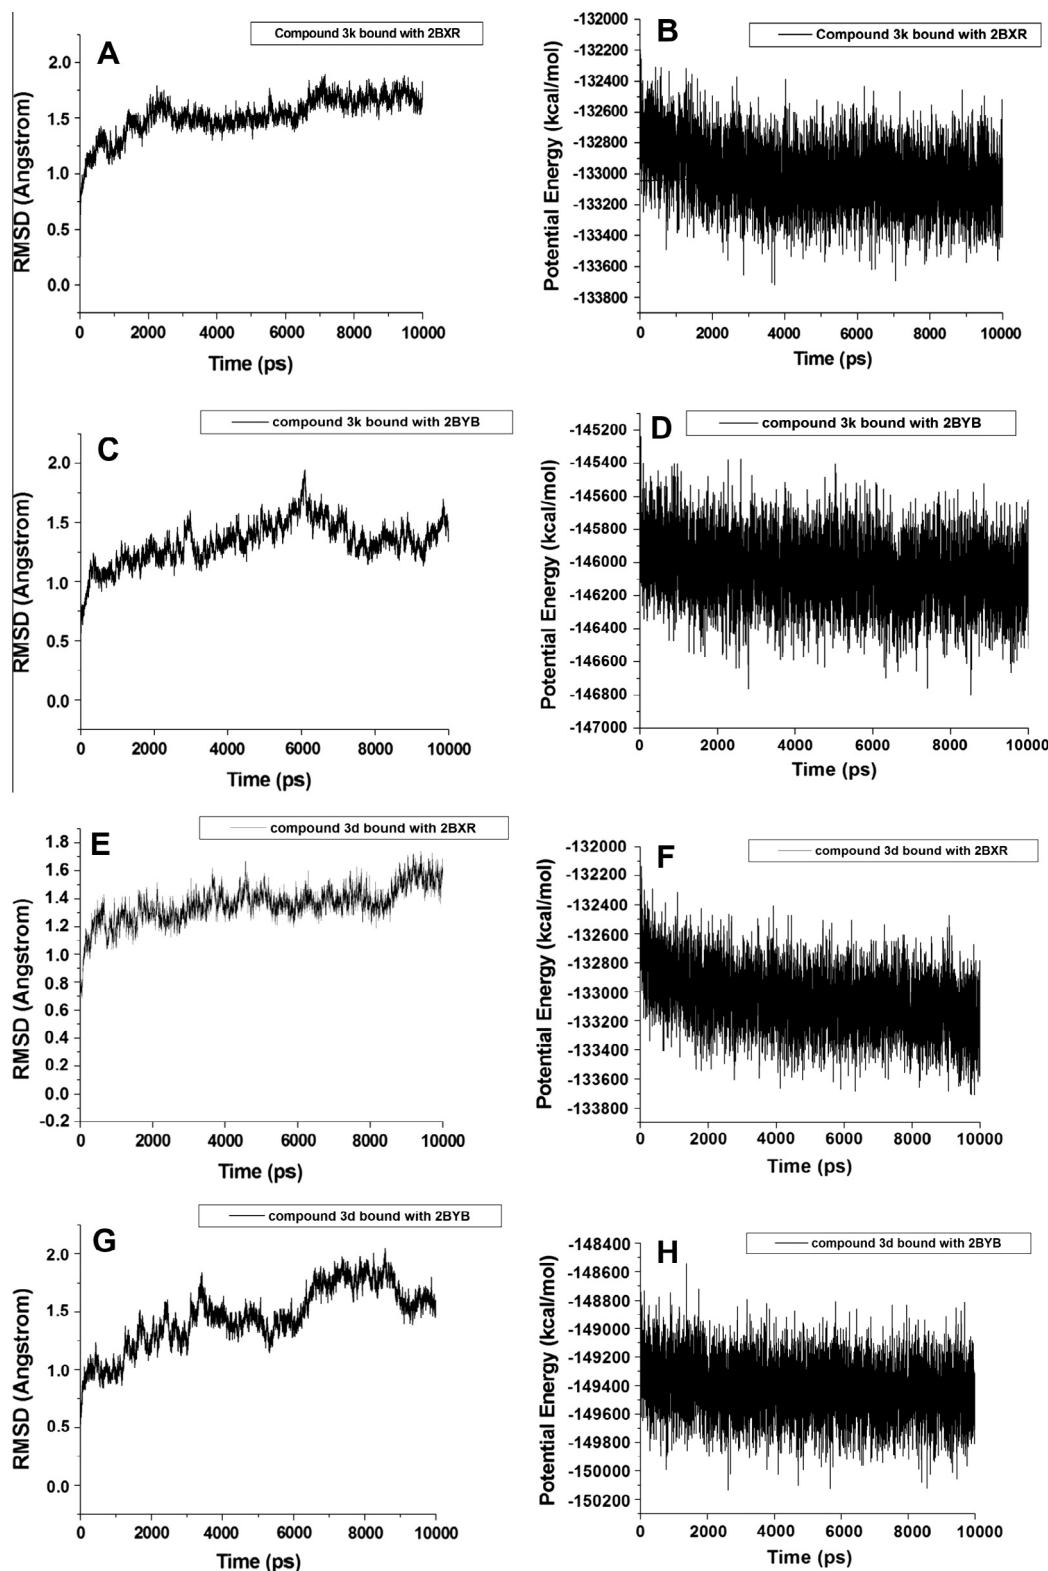 Compound 3k bound with 2BXR
A
2.0
1.5
1.0
0.5
0.0
RMSD (Angstrom)
0 2000 4000 6000 8000 10000
Time (ps)
Compound 3k bound with 2BXR
B
-132000
-132200
-132400
-132600
-132800
-133000
-133200
-133400
-133600
-133800
Potential Energy (kcal/mol)
0 2000 4000 6000 8000 10000
Time (ps)
compound 3k bound with 2BYB
C
2.0
1.5
1.0
0.5
0.0
RMSD (Angstrom)
0 2000 4000 6000 8000 10000
Time (ps)
compound 3k bound with 2BYB
D
-145200
-145400
-145600
-145800
-146000
-146200
-146400
-146600
-146800
-147000
Potential Energy (kcal/mol)
0 2000 4000 6000 8000 10000
Time (ps)
compound 3d bound with 2BXR
E
1.8
1.6
1.4
1.2
1.0
0.8
0.6
0.4
0.2
0.0
-0.2
RMSD (Angstrom)
0 2000 4000 6000 8000 10000
Time (ps)
compound 3d bound with 2BXR
F
-132000
-132200
-132400
-132600
-132800
-133000
-133200
-133400
-133600
-133800
Potential Energy (kcal/mol)
0 2000 4000 6000 8000 10000
Time (ps)
compound 3d bound with 2BYB
G
2.0
1.5
1.0
0.5
0.0
RMSD (Angstrom)
0 2000 4000 6000 8000 10000
Time (ps)
compound 3d bound with 2BYB
H
-148400
-148600
-148800
-149000
-149200
-149400
-149600
-149800
-150000
-150200
Potential Energy (kcal/mol)
0 2000 4000 6000 8000 10000
Time (ps)